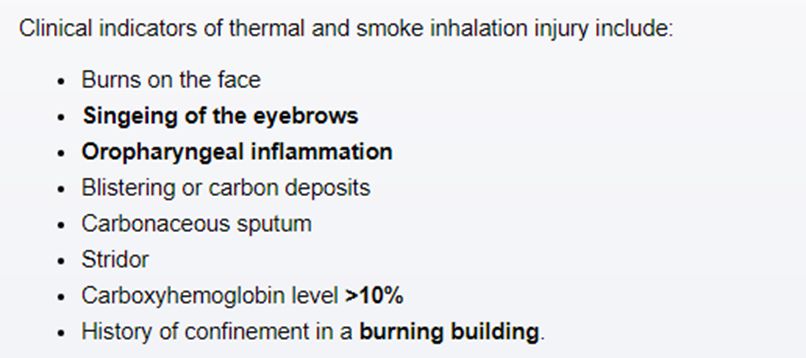 Clinical indicators of thermal and smoke inhalation injury include:
• Burns on the face
• Singeing of the eyebrows
• Oropharyngeal inflammation
• Blistering or carbon deposits
• Carbonaceous sputum
• Stridor
• Carboxyhemoglobin level >10%
• History of confinement in a burning building.